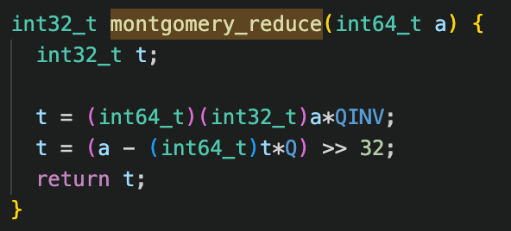 int32_t montgomery_reduce(int64_t a) {
  int32_t t;

  t = (int64_t)(int32_t)a*QINV;
  t = (a - (int64_t)t*Q) >> 32;
  return t;
}